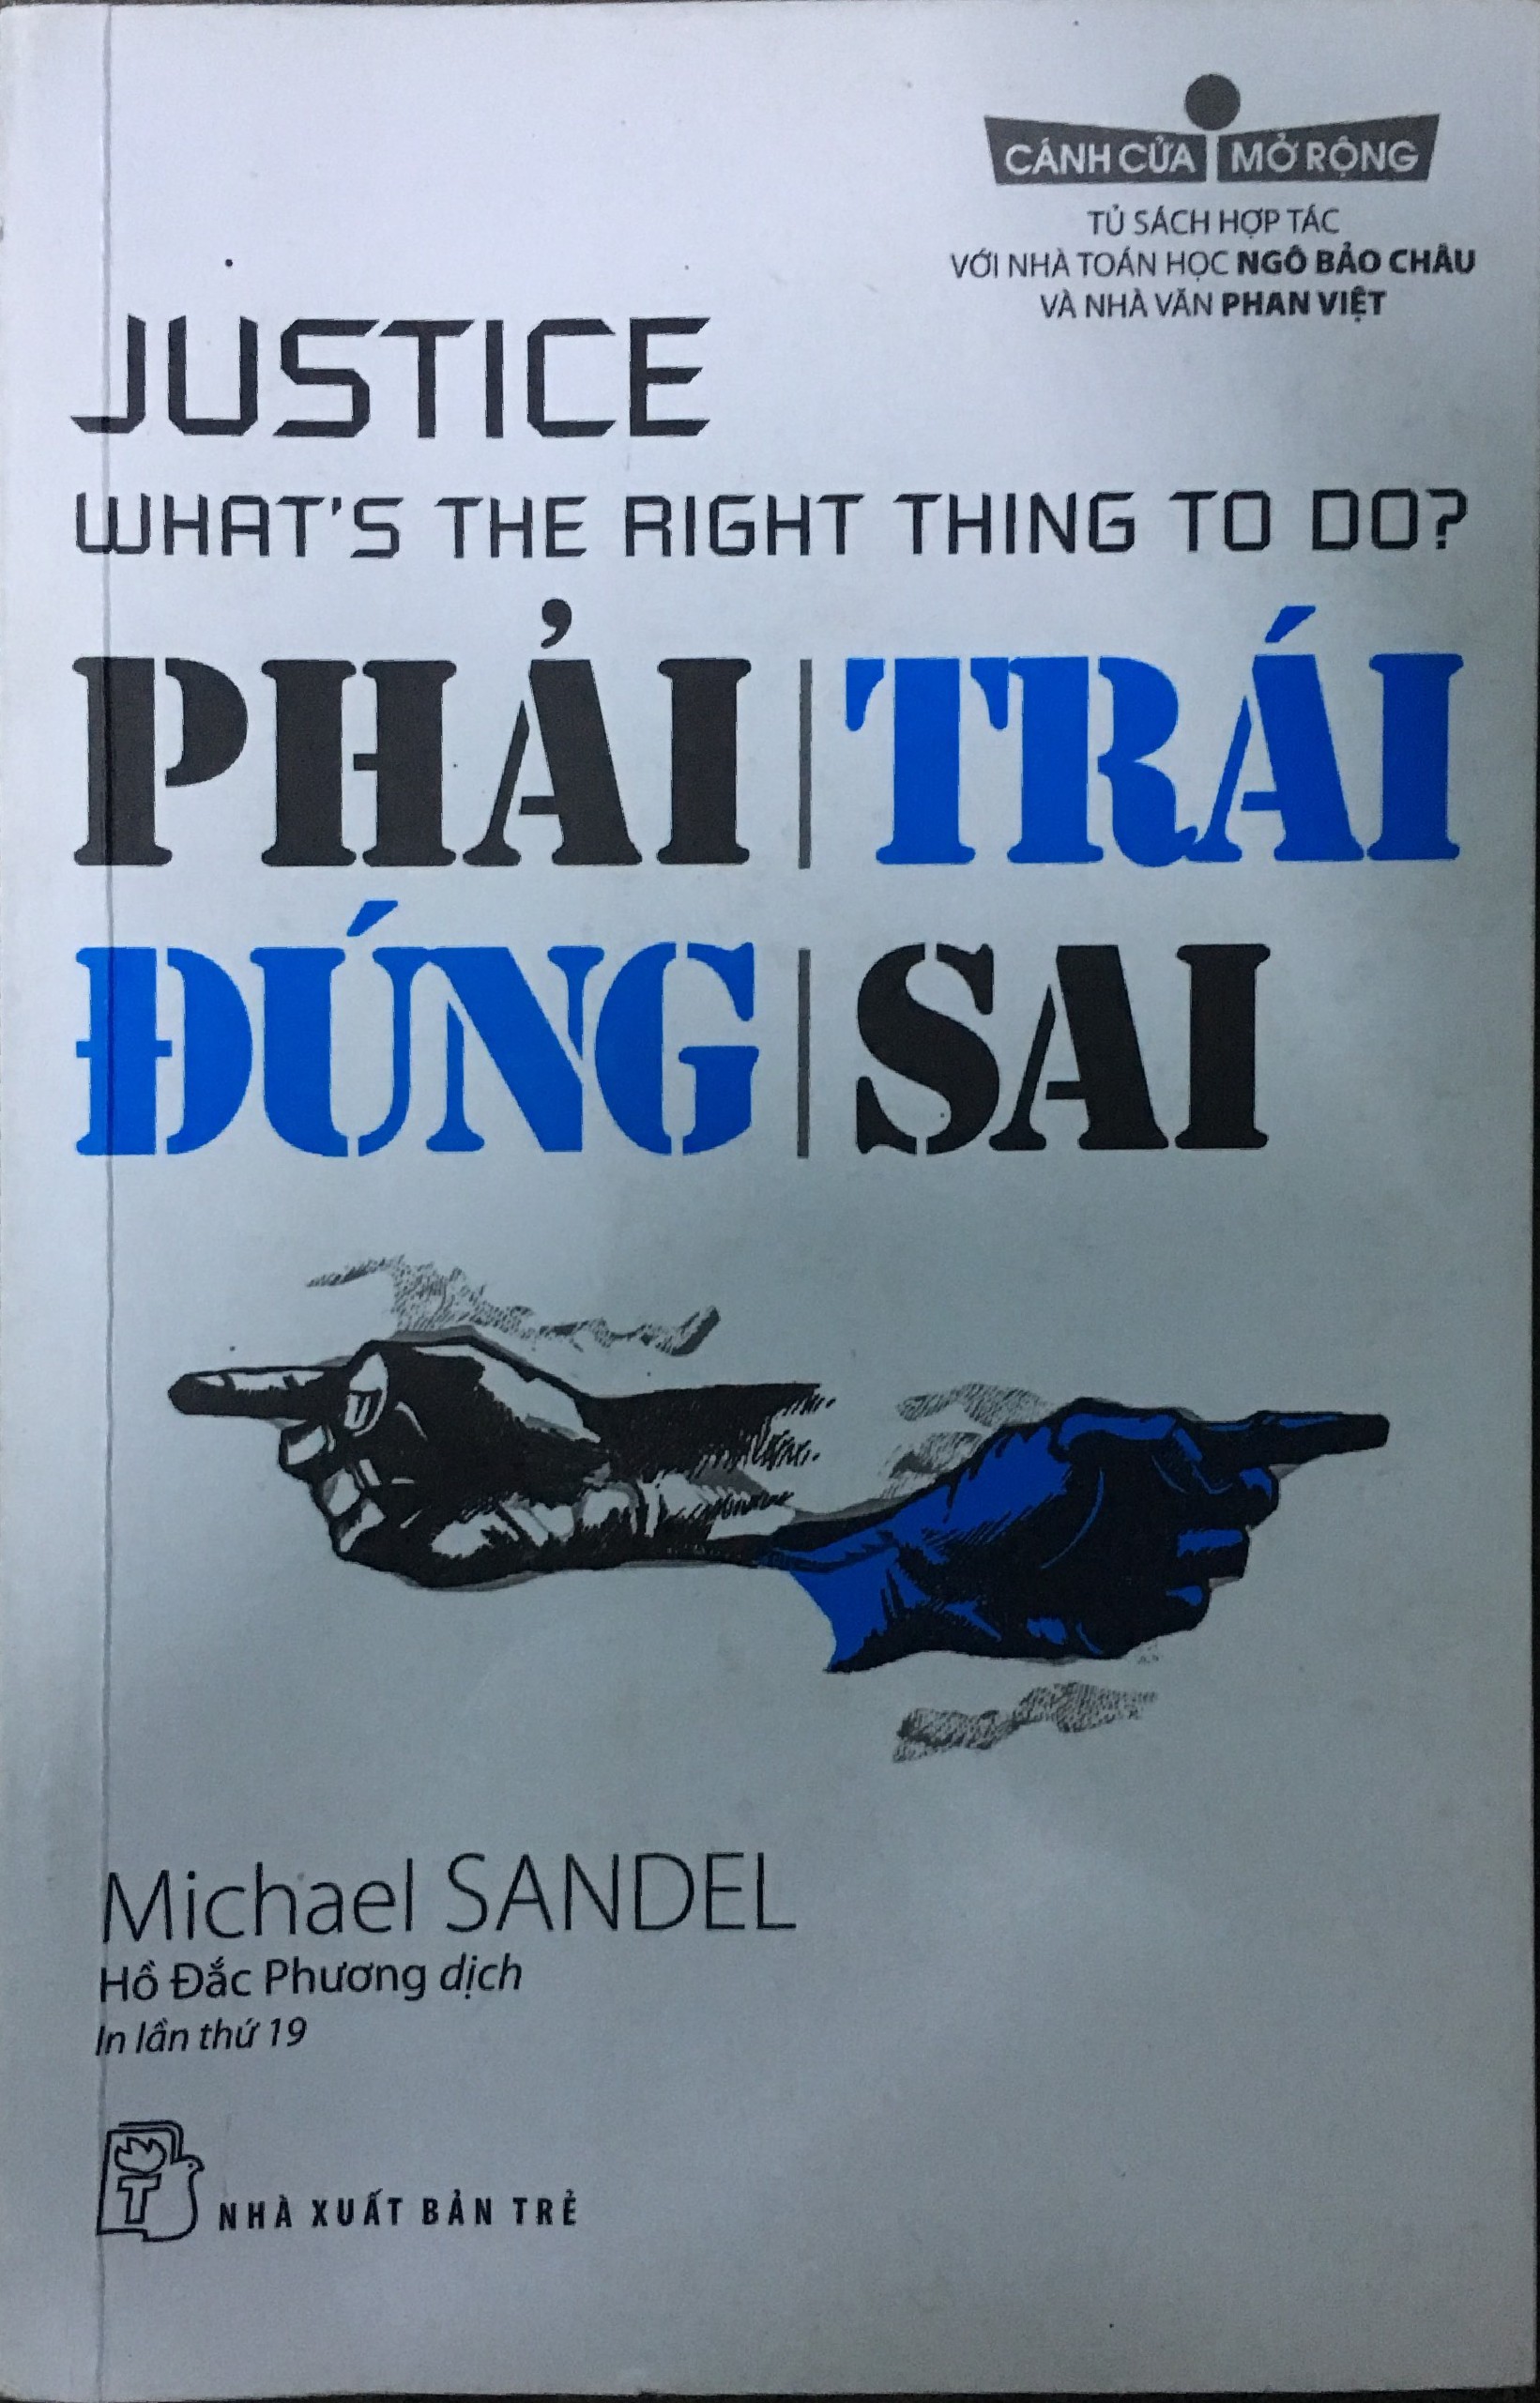 CÁNH CỬA MỞ RỘNG
TỦ SÁCH HỢP TÁC
VỚI NHÀ TOÁN HỌC NGÔ BẢO CHÂU
VÀ NHÀ VĂN PHAN VIỆT
JUSTICE
WHAT'S THE RIGHT THING TO DO?
PHẢI | TRÁI
ĐÚNG | SAI
Michael SANDEL
Hồ Đắc Phương dịch
In lần thứ 19
T NHÀ XUẤT BẢN TRẺ